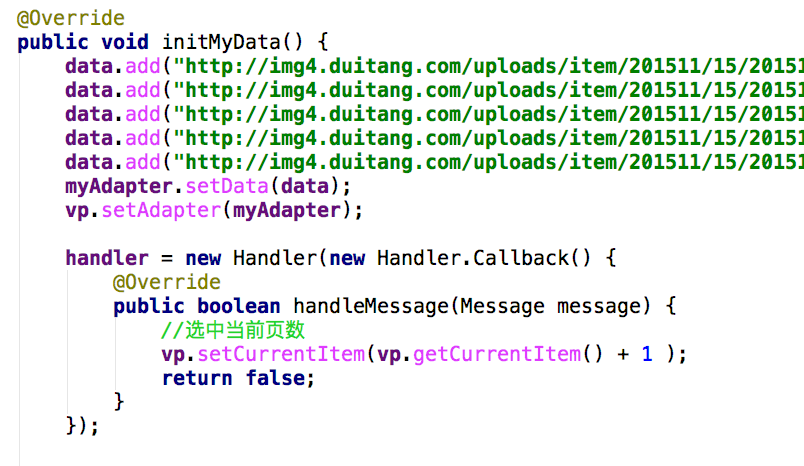 @Override
public void initMyData() {
data.add("http://img4.duitang.com/uploads/item/201511/15/20151
data.add("http://img4.duitang.com/uploads/item/201511/15/20151
data.add("http://img4.duitang.com/uploads/item/201511/15/20151
data.add("http://img4.duitang.com/uploads/item/201511/15/20151
data.add("http://img4.duitang.com/uploads/item/201511/15/20151
myAdapter.setData(data);
vp.setAdapter(myAdapter);
handler = new Handler(new Handler.Callback() {
@Override
public boolean handleMessage(Message message) {
//选中当前页数
vp.setCurrentItem(vp.getCurrentItem() + 1 );
return false;
}
});